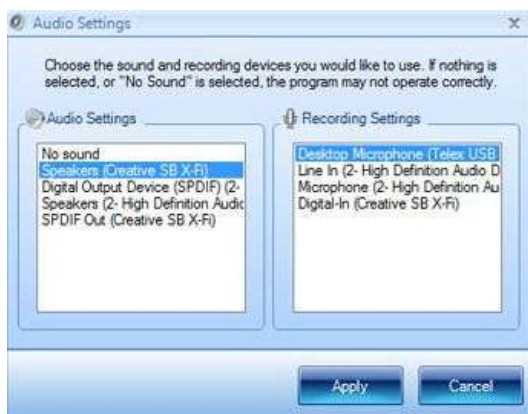 Audio Settings
Choose the sound and recording devices you would like to use. If nothing is
selected, or "No Sound" is selected, the program may not operate correctly.
Audio Settings
No sound
Speakers (Creative SB X-Fi)
Digital Output Device (SPDIF) (2-
Speakers (2- High Definition Audic
SPDIF Out (Creative SB X-Fi)
Recording Settings
Desktop Microphone (Telex USB
Line In (2- High Definition Audio D
Microphone (2- High Definition Au
Digital-In (Creative SB X-Fi)
Apply
Cancel